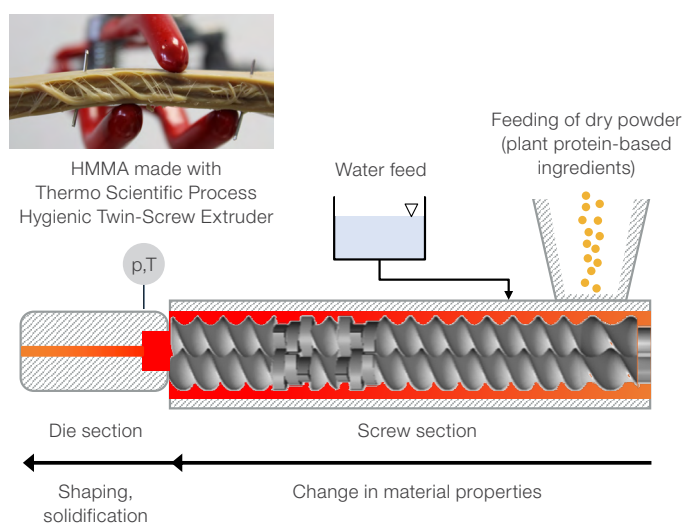 HMMA made with
Thermo Scientific Process
Hygienic Twin-Screw Extruder
Water feed
Feeding of dry powder
(plant protein-based
ingredients)
p,T
Die section
Screw section
Shaping,
solidification
Change in material properties